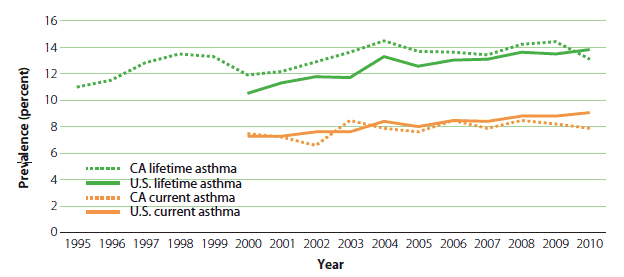 16
14
12
10
8
6
4
2
0
Prevalence (percent)
CA lifetime asthma
U.S. lifetime asthma
CA current asthma
U.S. current asthma
1995 1996 1997 1998 1999 2000 2001 2002 2003 2004 2005 2006 2007 2008 2009 2010
Year